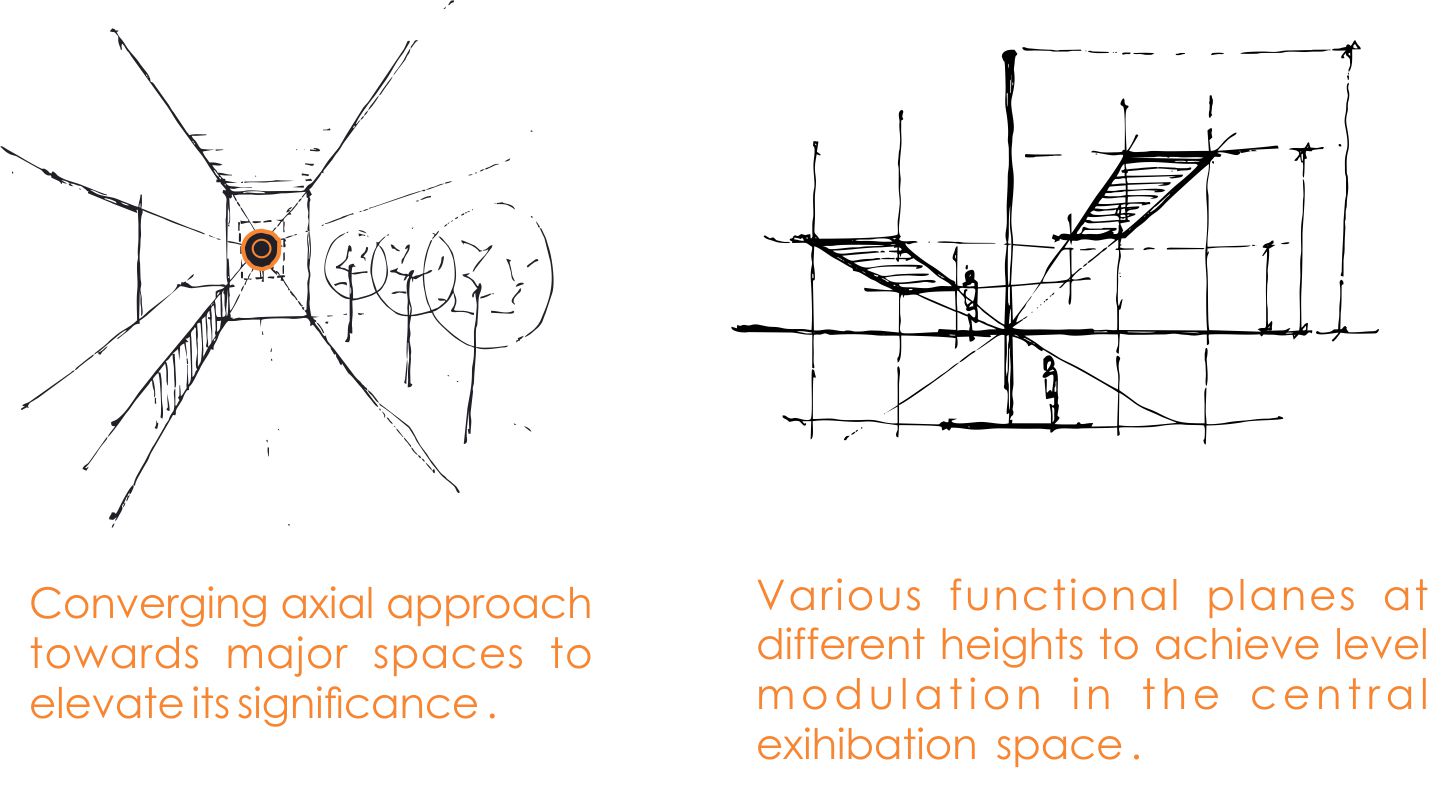 Converging axial approach
towards major spaces to
elevate its significance .
Various functional planes at
different heights to achieve level
modulation in the central
exihibation space .